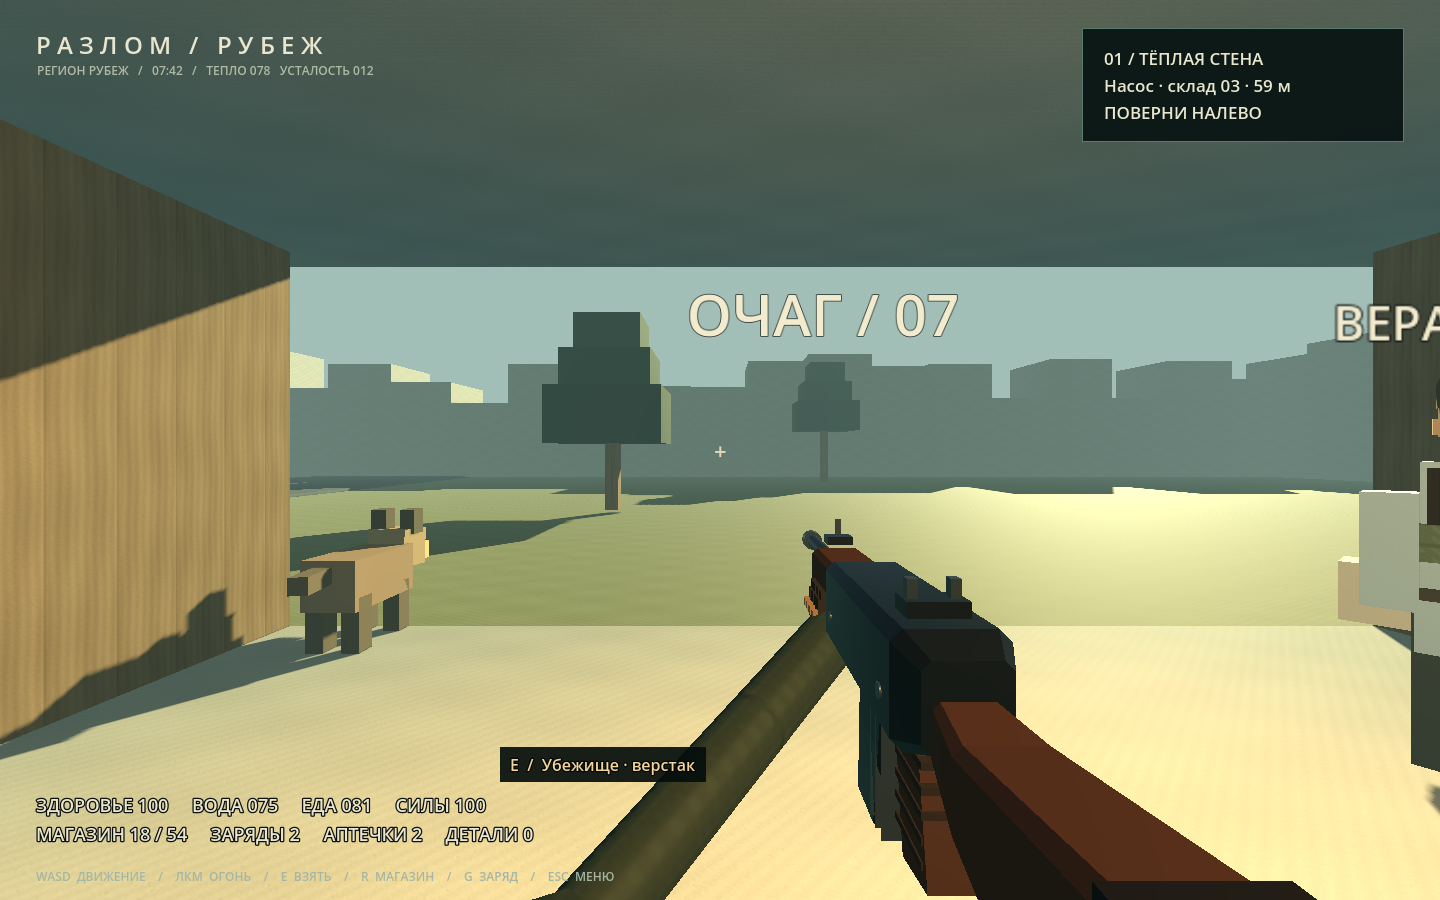 РАЗЛОМ / РУБЕЖ
РЕГИОН РУБЕЖ / 07:42 / ТЕПЛО 078 УСТАЛОСТЬ 012
01 / ТЁПЛАЯ СТЕНА
Насос · склад 03 · 59 м
ПОВЕРНИ НАЛЕВО
ОЧАГ / 07
ВЕРА
E / Убежище · верстак
ЗДОРОВЬЕ 100 ВОДА 075 ЕДА 081 СИЛЫ 100
МАГАЗИН 18 / 54 ЗАРЯДЫ 2 АПТЕЧКИ 2 ДЕТАЛИ 0
WASD ДВИЖЕНИЕ / ЛКМ ОГОНЬ / E ВЗЯТЬ / R МАГАЗИН / G ЗАРЯД / ESC МЕНЮ